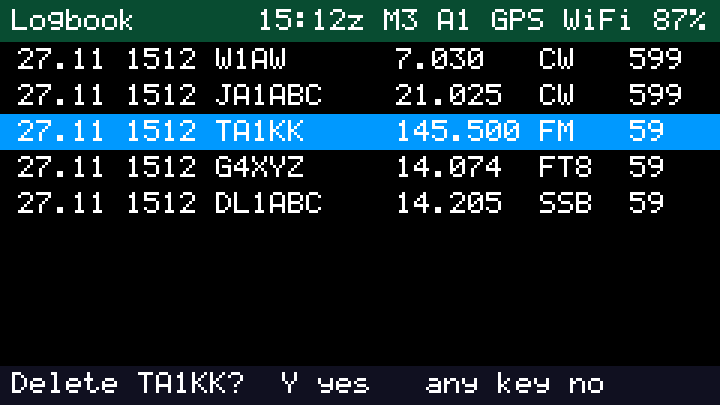 Logbook 15:12z M3 A1 GPS WiFi 87%
27.11 1512 W1AW 7.030 CW 599
27.11 1512 JA1ABC 21.025 CW 599
27.11 1512 TA1KK 145.500 FM 59
27.11 1512 G4XYZ 14.074 FT8 59
27.11 1512 DL1ABC 14.205 SSB 59
Delete TA1KK? Y yes any key no